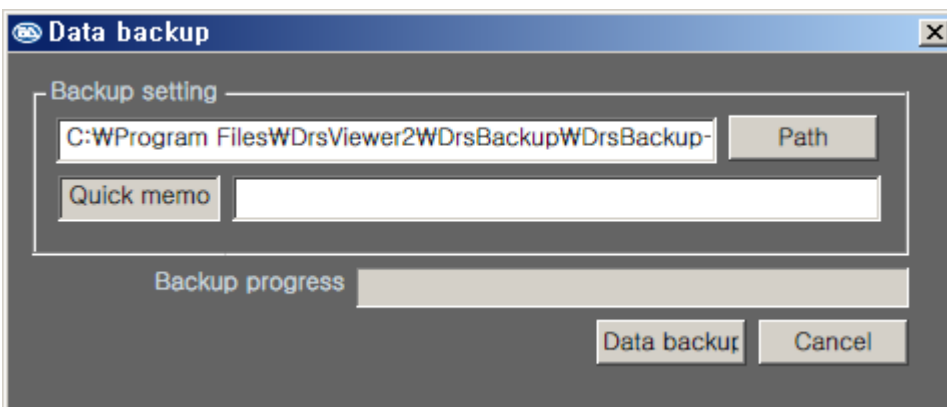 Data backup
Backup setting
C:₩Program Files₩DrsViewer2₩DrsBackup₩DrsBackup- Path
Quick memo
Backup progress
Data backup Cancel